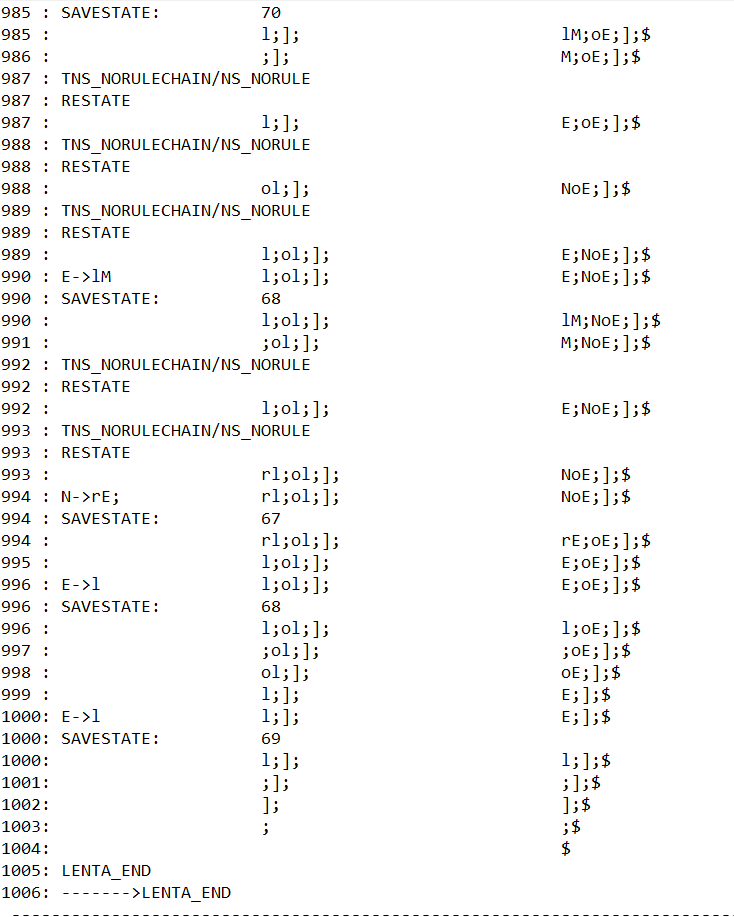 985 : SAVESTATE:          70
985 :                     l;];                          lM;oE;];$
986 :                     ;];                           M;oE;];$
987 : TNS_NORULECHAIN/NS_NORULE
987 : RESTATE
987 :                     l;];                          E;oE;];$
988 : TNS_NORULECHAIN/NS_NORULE
988 : RESTATE
988 :                     ol;];                         NoE;];$
989 : TNS_NORULECHAIN/NS_NORULE
989 : RESTATE
989 :                     l;ol;];                       E;NoE;];$
990 : E->lM               l;ol;];                       E;NoE;];$
990 : SAVESTATE:          68
990 :                     l;ol;];                       lM;NoE;];$
991 :                     ;ol;];                        M;NoE;];$
992 : TNS_NORULECHAIN/NS_NORULE
992 : RESTATE
992 :                     l;ol;];                       E;NoE;];$
993 : TNS_NORULECHAIN/NS_NORULE
993 : RESTATE
993 :                     rl;ol;];                      NoE;];$
994 : N->rE;              rl;ol;];                      NoE;];$
994 : SAVESTATE:          67
994 :                     rl;ol;];                      rE;oE;];$
995 :                     l;ol;];                       E;oE;];$
996 : E->l                l;ol;];                       E;oE;];$
996 : SAVESTATE:          68
996 :                     l;ol;];                       l;oE;];$
997 :                     ;ol;];                        ;oE;];$
998 :                     ol;];                         oE;];$
999 :                     l;];                          E;];$
1000: E->l                l;];                          E;];$
1000: SAVESTATE:          69
1000:                     l;];                          l;];$
1001:                     ;];                           ;];$
1002:                     ];                            ];$
1003:                     ;                             ;$
1004:                                                   $
1005: LENTA_END
1006: ------->LENTA_END